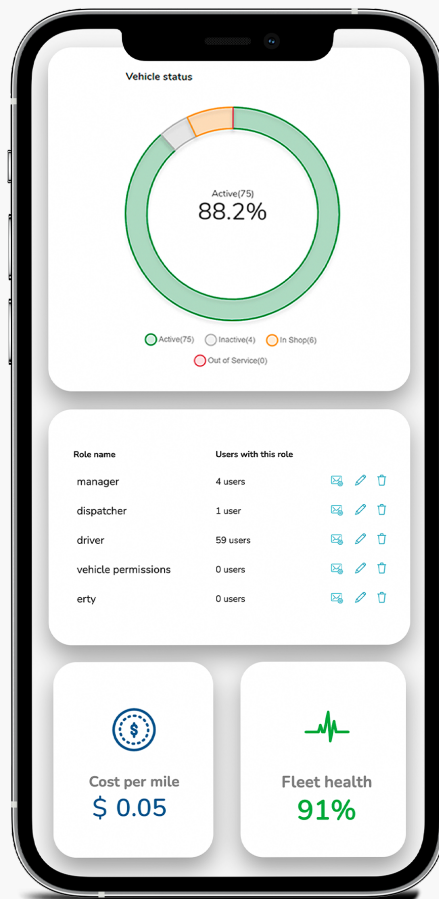 Vehicle status
Active(75)
88.2%
Active(75) Inactive(4) In Shop(6)
Out of Service(0)
Role name Users with this role
manager 4 users
dispatcher 1 user
driver 59 users
vehicle permissions 0 users
erty 0 users
$
Cost per mile
$ 0.05
Fleet health
91%